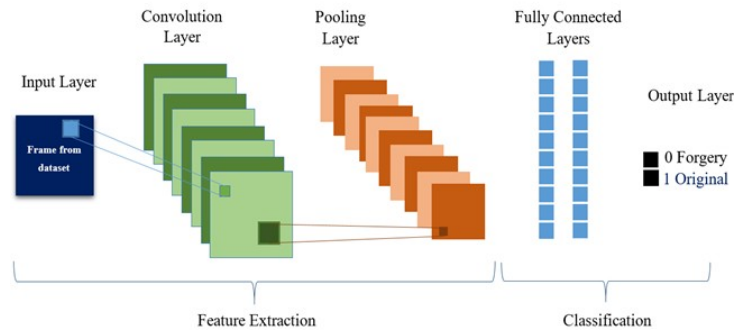 Convolution
Layer
Pooling
Layer
Fully Connected
Layers
Input Layer
Output Layer
Frame from
dataset
0 Forgery
1 Original
Feature Extraction
Classification